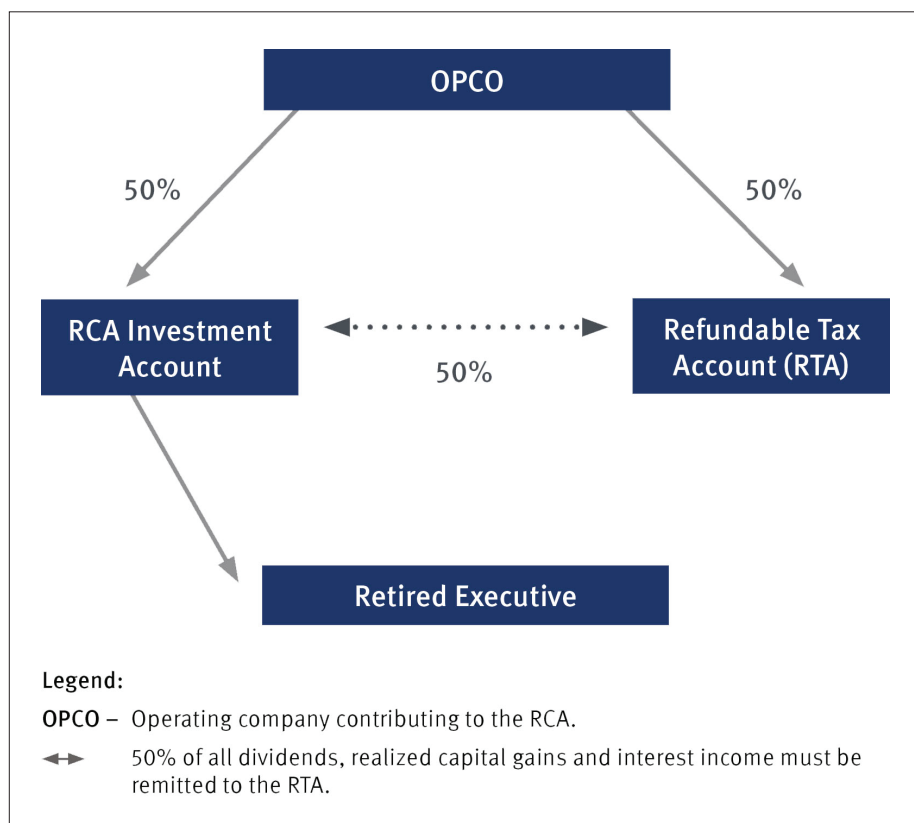 OPCO
50%
50%
RCA Investment
Account
50%
Refundable Tax
Account (RTA)
Retired Executive
Legend:
OPCO – Operating company contributing to the RCA.
50% of all dividends, realized capital gains and interest income must be
remitted to the RTA.